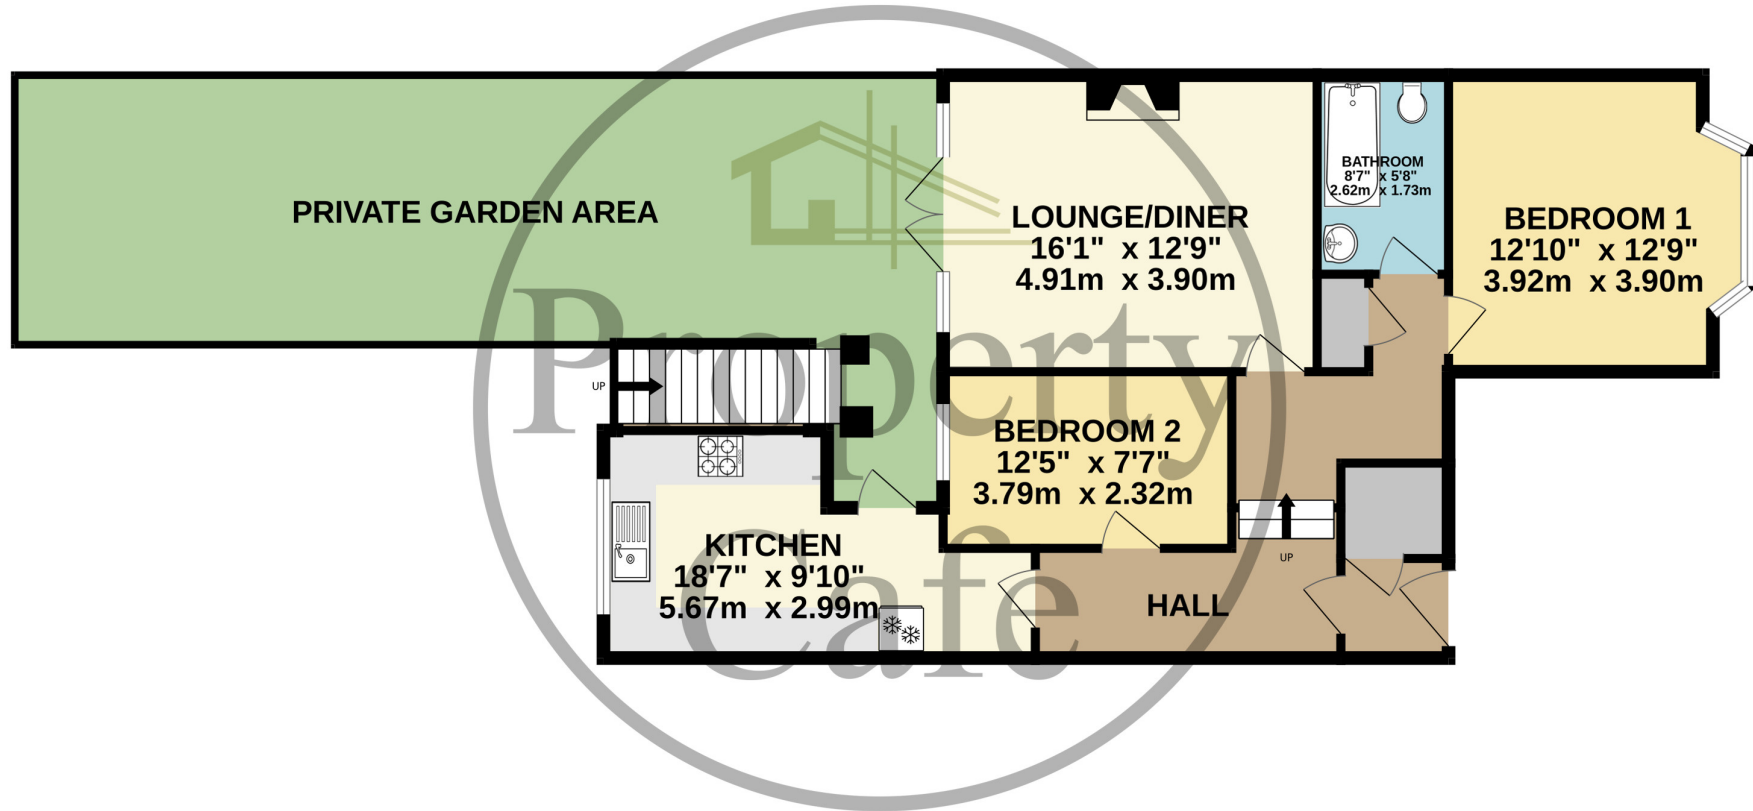 PRIVATE GARDEN AREA
LOUNGE/DINER
16'1" x 12'9"
4.91m x 3.90m
BATHROOM
8'7" x 5'8"
2.62m x 1.73m
BEDROOM 1
12'10" x 12'9"
3.92m x 3.90m
UP
BEDROOM 2
12'5" x 7'7"
3.79m x 2.32m
KITCHEN
18'7" x 9'10"
5.67m x 2.99m
UP
HALL
Property
Cafe